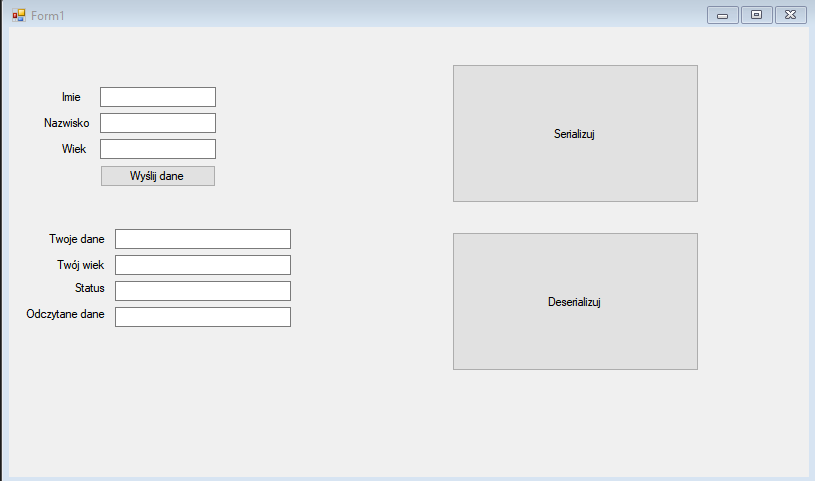 Form1
Imie
Nazwisko
Wiek
Wyślij dane
Twoje dane
Twój wiek
Status
Odczytane dane
Serializuj
Deserializuj